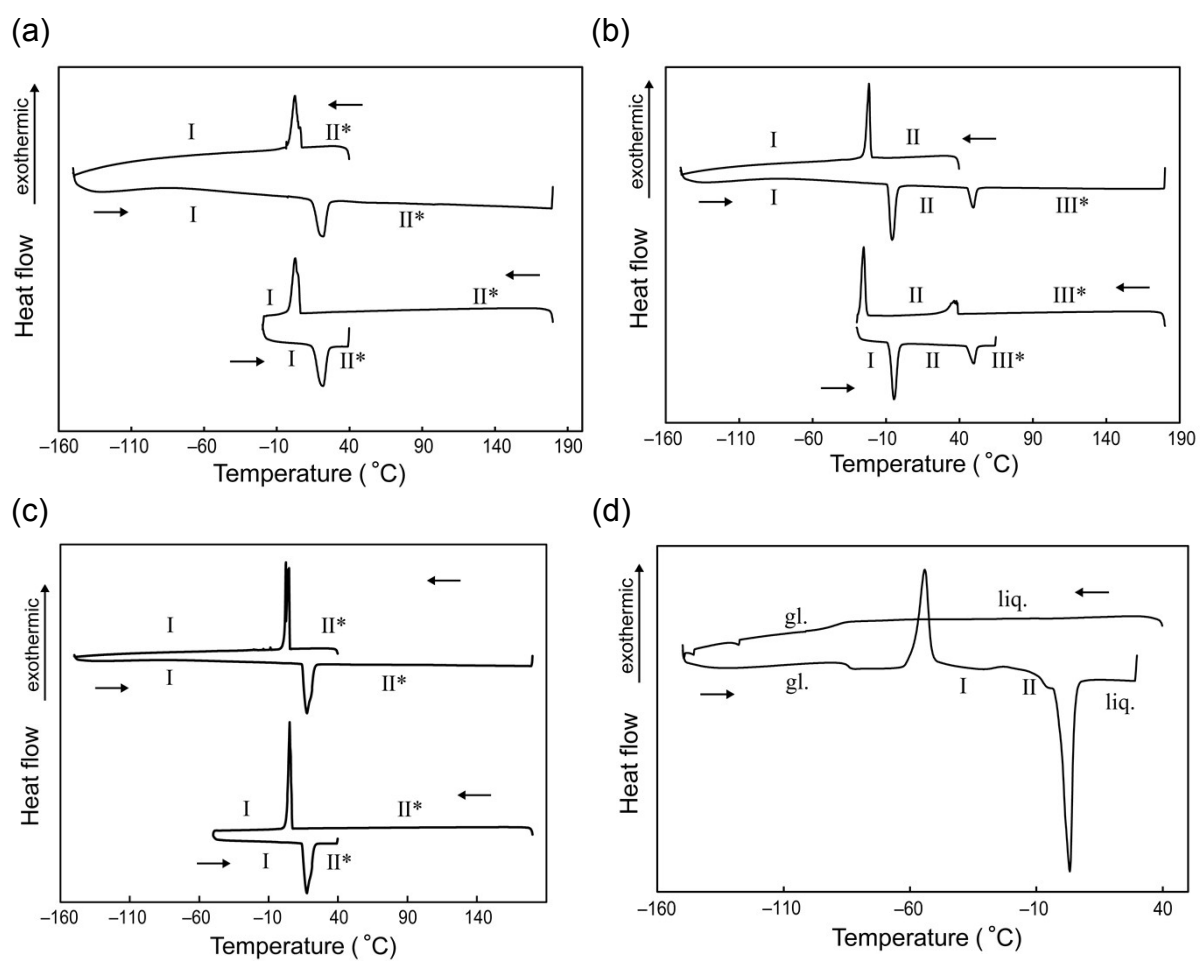 (a)
exothermic
Heat flow
I
II*
I
II*
I
II*
I
II*
−160 −110 −60 −10 40 90 140 190
Temperature ( °C)
(b)
exothermic
Heat flow
I
II
I
II
III*
II
III*
I
II
III*
−160 −110 −60 −10 40 90 140 190
Temperature ( °C)
(c)
exothermic
Heat flow
I
II*
I
II*
I
II*
I
II*
−160 −110 −60 −10 40 90 140
Temperature ( °C)
(d)
exothermic
Heat flow
gl.
liq.
gl.
I
II
liq.
−160 −110 −60 −10 40
Temperature ( °C)